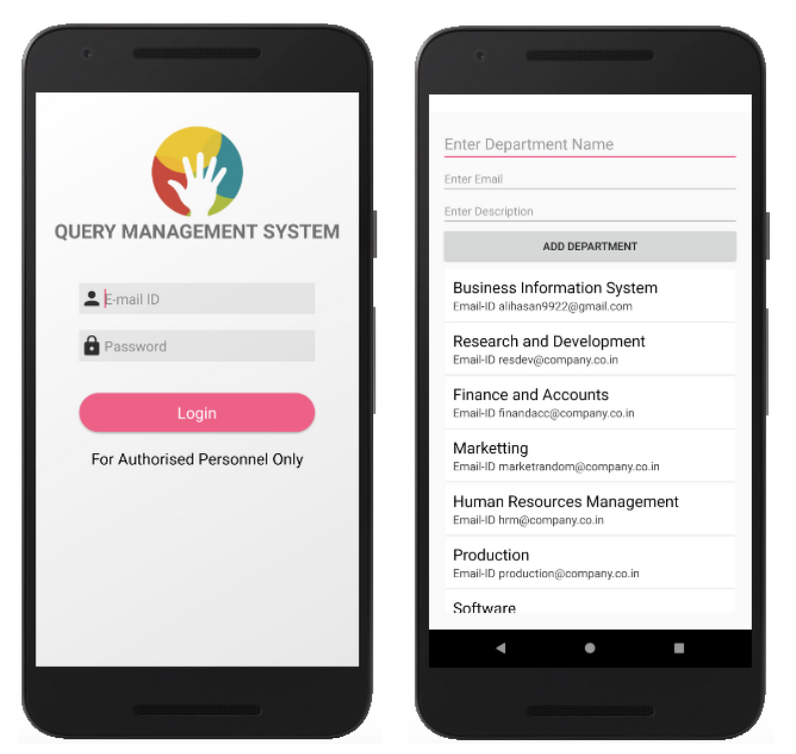 QUERY MANAGEMENT SYSTEM
E-mail ID
Password
Login
For Authorised Personnel Only
Enter Department Name
Enter Email
Enter Description
ADD DEPARTMENT
Business Information System
Email-ID alihasan9922@gmail.com
Research and Development
Email-ID resdev@company.co.in
Finance and Accounts
Email-ID finandacc@company.co.in
Marketting
Email-ID marketrandom@company.co.in
Human Resources Management
Email-ID hrm@company.co.in
Production
Email-ID production@company.co.in
Software